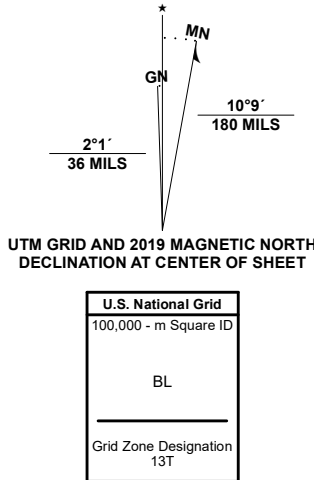 ★
MN
GN
10°9´
180 MILS
2°1´
36 MILS
UTM GRID AND 2019 MAGNETIC NORTH
DECLINATION AT CENTER OF SHEET
U.S. National Grid
100,000 - m Square ID
BL
Grid Zone Designation
13T